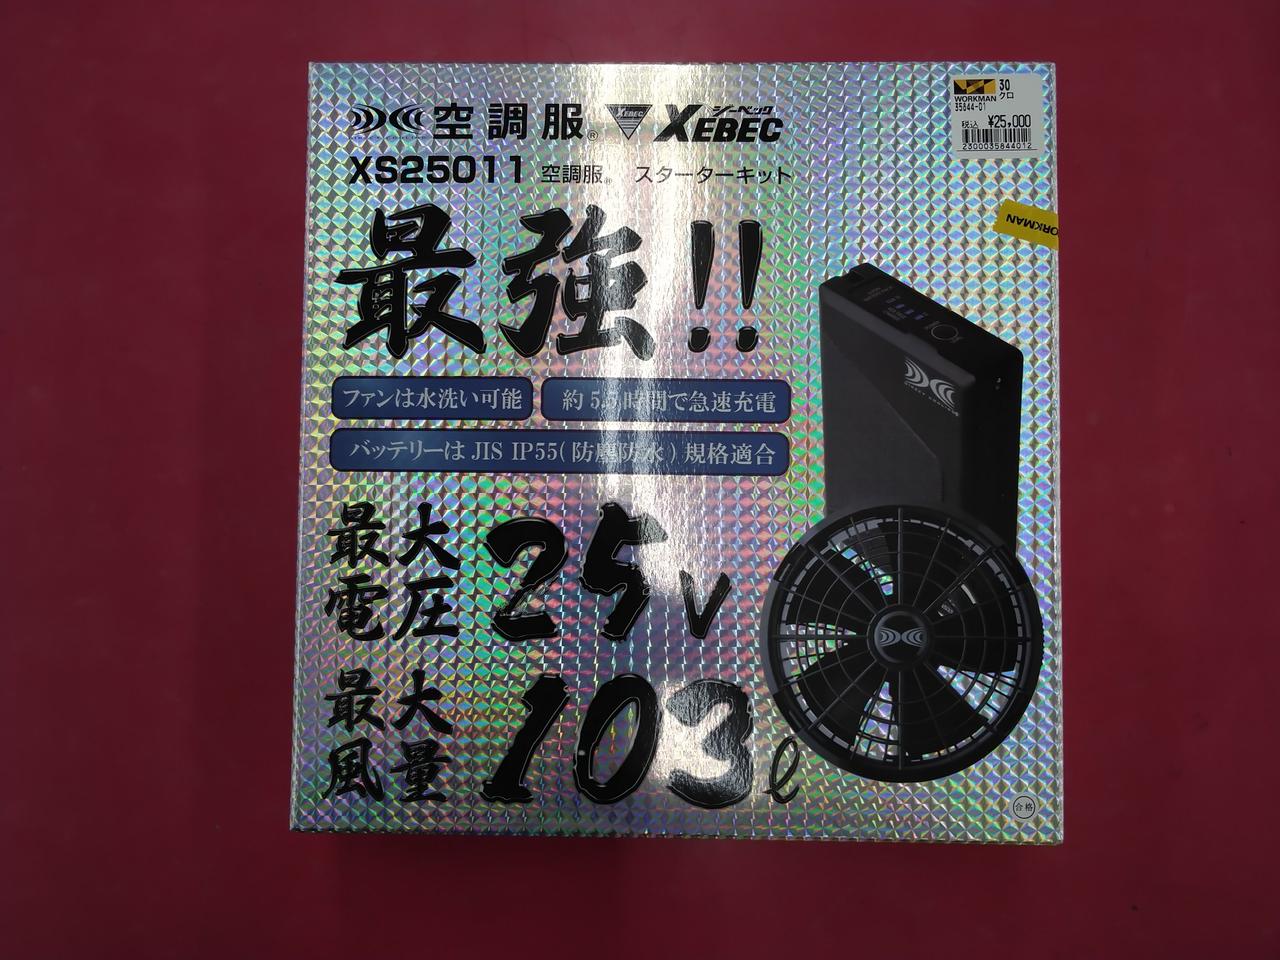 空調服® XEBEC ジーベック XEBEC
XS25011 空調服® スターターキット
最強!!
ファンは水洗い可能
約5.5時間で急速充電
バッテリーは JIS IP55(防塵防水)規格適合
最大電圧 25v
最大風量 103ℓ
30
WORKMAN クロ
35844-01
税込 ¥25,000
2300035844012
WORKMAN
合格